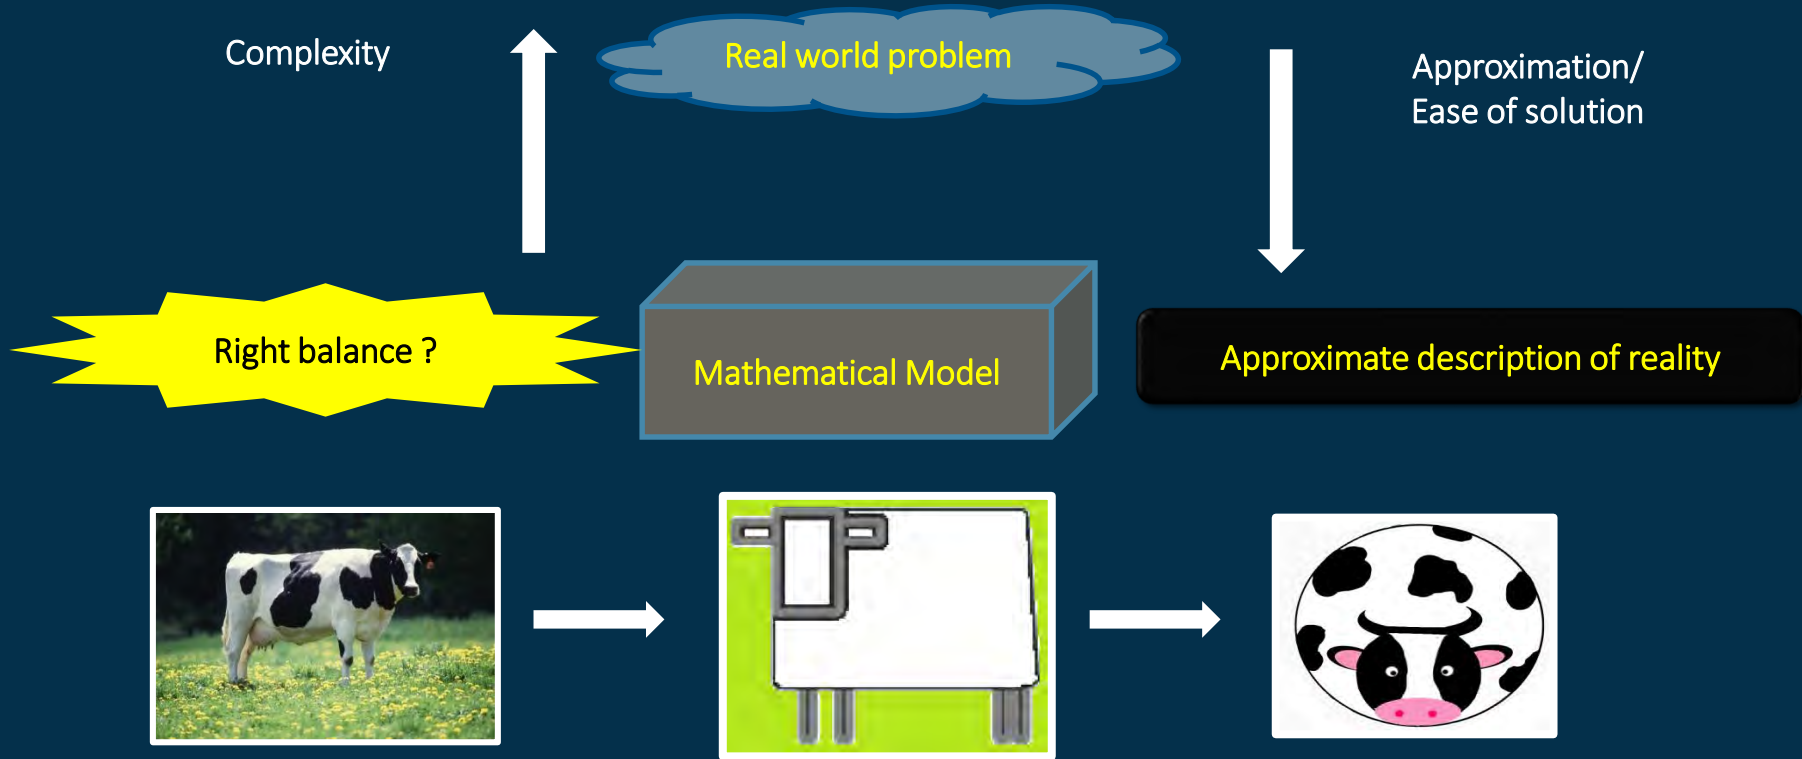 Complexity
Real world problem
Approximation/
Ease of solution
Right balance ?
Mathematical Model
Approximate description of reality